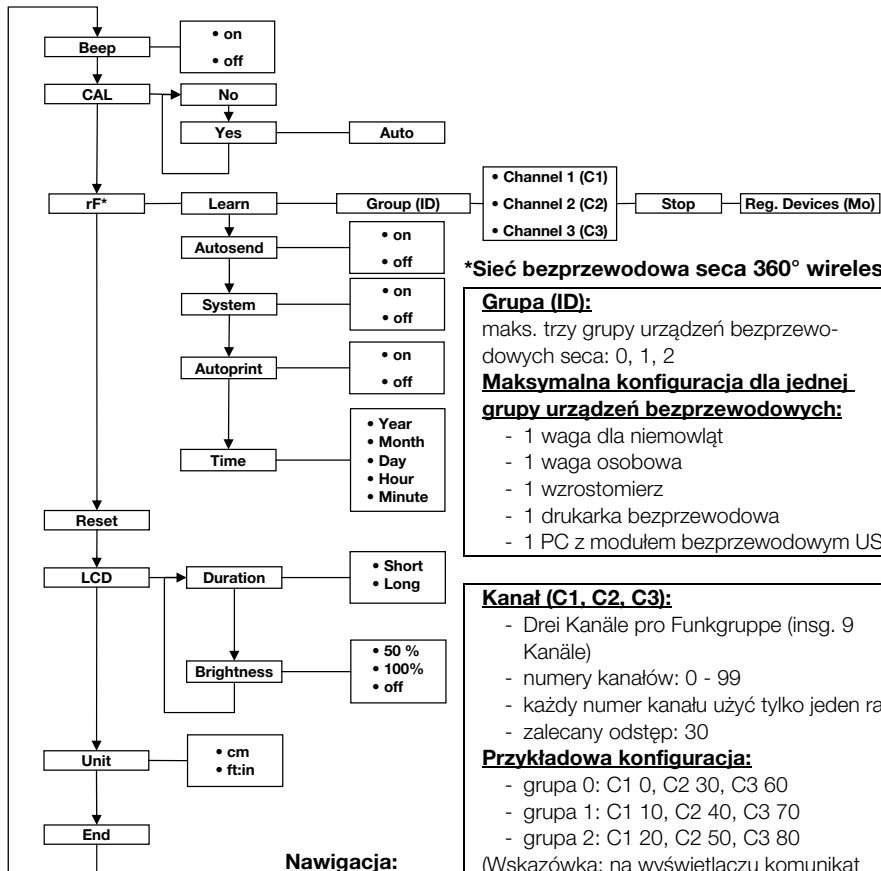 • on
Beep
• off
CAL
No
Yes
Auto
• Channel 1 (C1)
rF*
Learn
Group (ID)
• Channel 2 (C2)
Stop
Reg. Devices (Mo)
• Channel 3 (C3)
Autosend
• on
• off
*Sieć bezprzewodowa seca 360° wireles
System
• on
• off
Grupa (ID):
maks. trzy grupy urządzeń bezprzewo-
dowych seca: 0, 1, 2
Autoprint
• on
• off
Maksymalna konfiguracja dla jednej
grupy urządzeń bezprzewodowych:
- 1 waga dla niemowląt
- 1 waga osobowa
- 1 wzrostomierz
- 1 drukarka bezprzewodowa
- 1 PC z modułem bezprzewodowym US
Time
• Year
• Month
• Day
• Hour
• Minute
Reset
LCD
Duration
• Short
• Long
Brightness
• 50 %
• 100%
• off
Kanał (C1, C2, C3):
- Drei Kanäle pro Funkgruppe (insg. 9
Kanäle)
- numery kanałów: 0 - 99
- każdy numer kanału użyć tylko jeden ra
- zalecany odstęp: 30
Unit
• cm
• ft:in
Przykładowa konfiguracja:
- grupa 0: C1 0, C2 30, C3 60
- grupa 1: C1 10, C2 40, C3 70
- grupa 2: C1 20, C2 50, C3 80
End
Nawigacja:
(Wskazówka: na wyświetlaczu komunikat